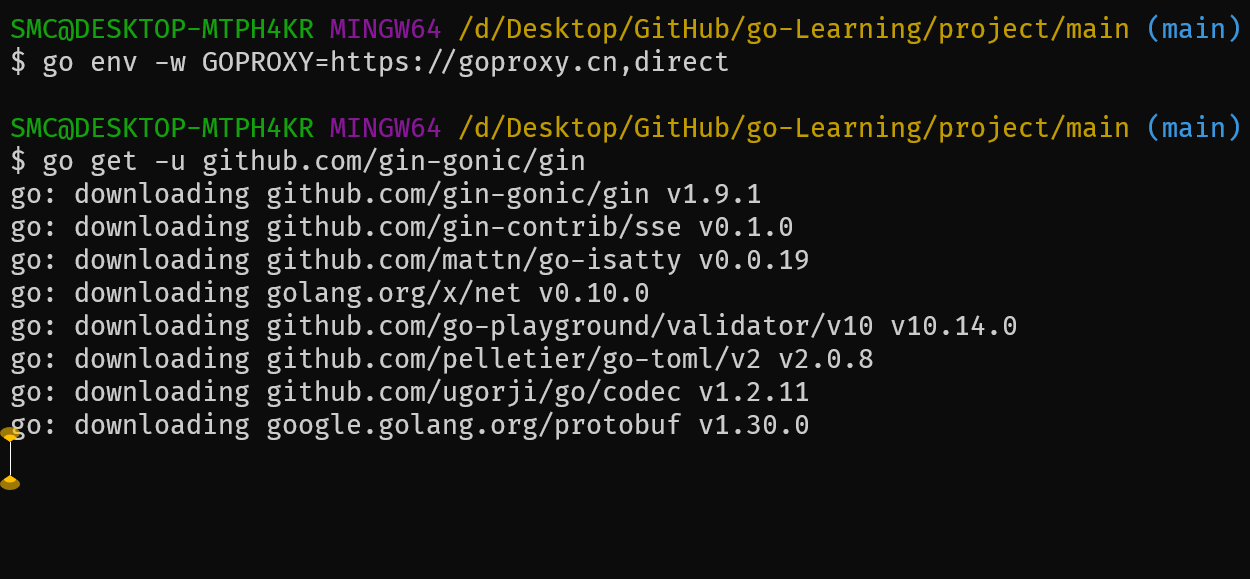 SMC@DESKTOP-MTPH4KR MINGW64 /d/Desktop/GitHub/go-Learning/project/main (main)
$ go env -w GOPROXY=https://goproxy.cn,direct
SMC@DESKTOP-MTPH4KR MINGW64 /d/Desktop/GitHub/go-Learning/project/main (main)
$ go get -u github.com/gin-gonic/gin
go: downloading github.com/gin-gonic/gin v1.9.1
go: downloading github.com/gin-contrib/sse v0.1.0
go: downloading github.com/mattn/go-isatty v0.0.19
go: downloading golang.org/x/net v0.10.0
go: downloading github.com/go-playground/validator/v10 v10.14.0
go: downloading github.com/pelletier/go-toml/v2 v2.0.8
go: downloading github.com/ugorji/go/codec v1.2.11
go: downloading google.golang.org/protobuf v1.30.0